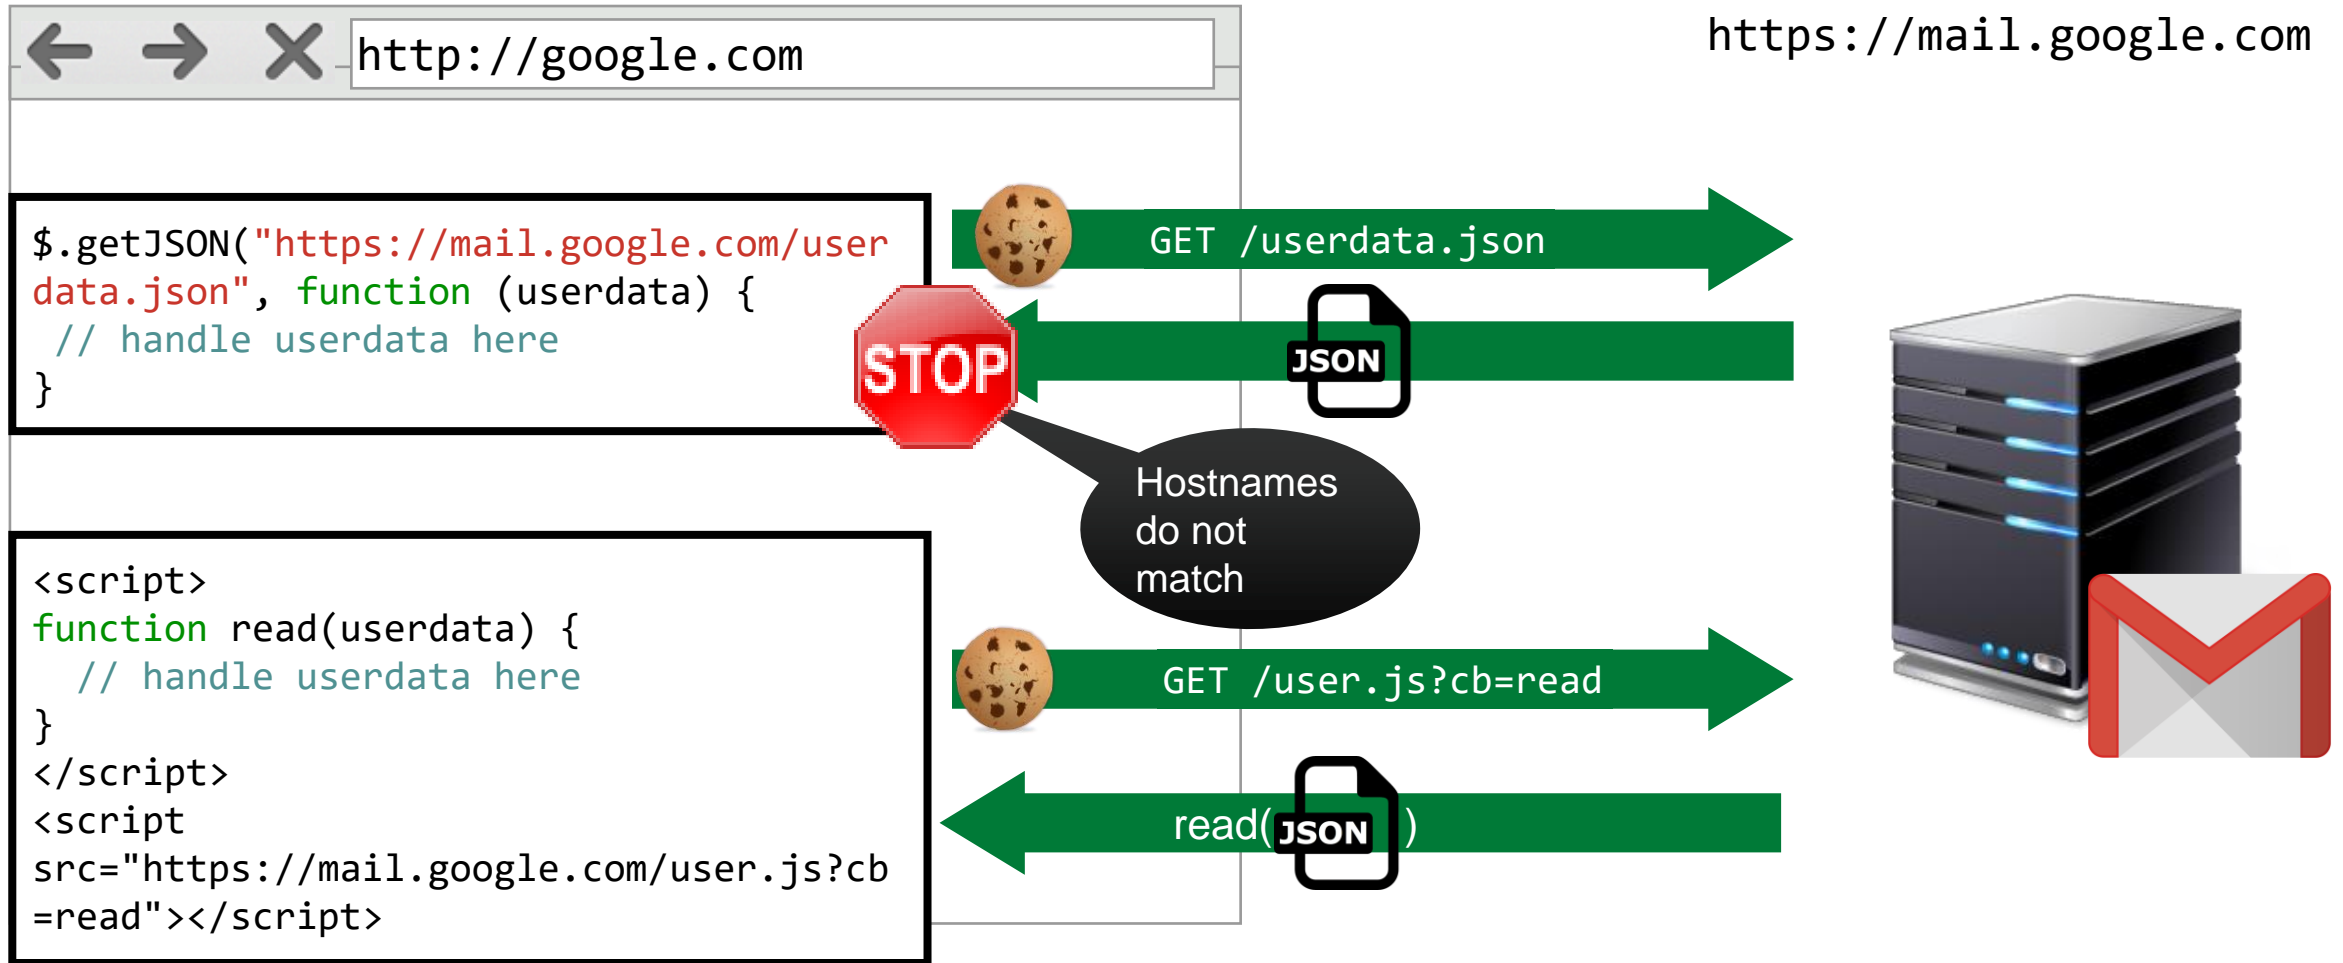 http://google.com
https://mail.google.com
$.getJSON("https://mail.google.com/user
data.json", function (userdata) {
// handle userdata here
}
GET /userdata.json
STOP
JSON
Hostnames
do not
match
<script>
function read(userdata) {
// handle userdata here
}
</script>
<script
src="https://mail.google.com/user.js?cb
=read"></script>
GET /user.js?cb=read
read(JSON)